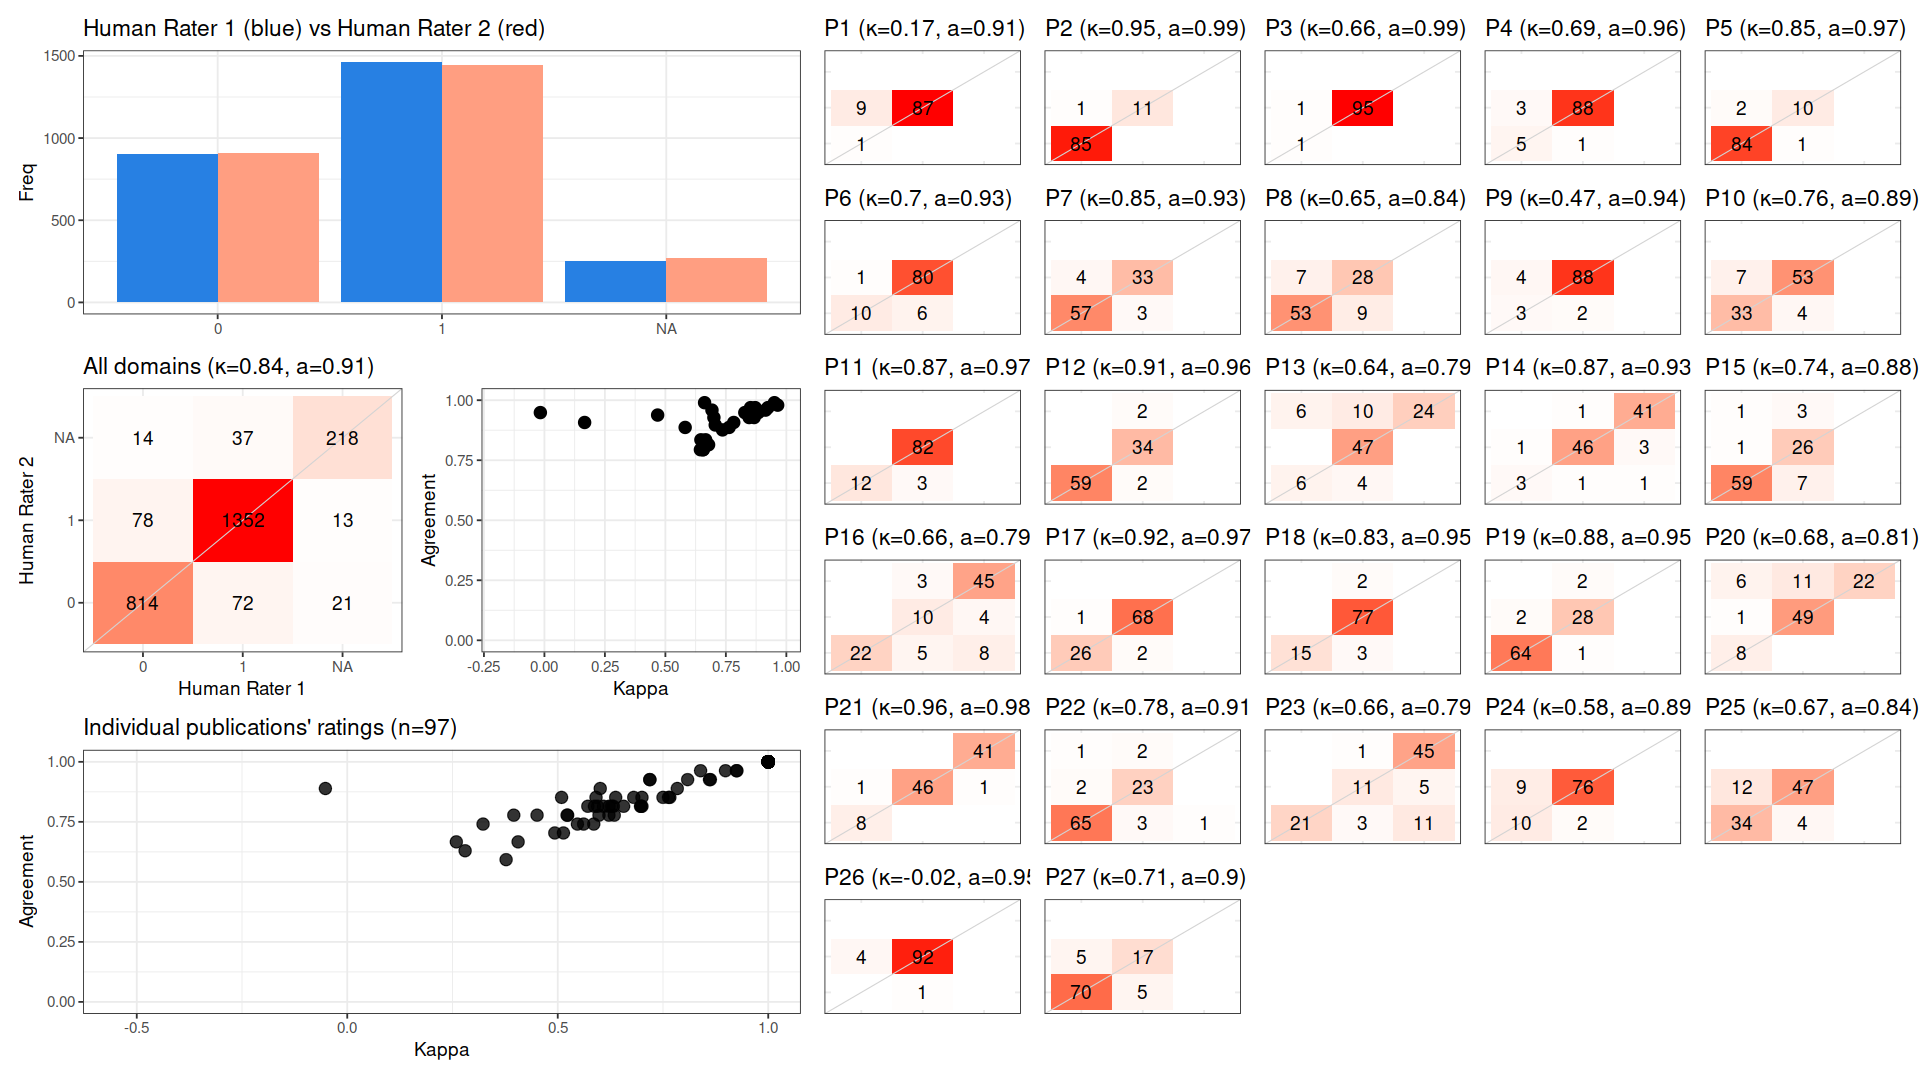 Human Rater 1 (blue) vs Human Rater 2 (red)
Freq
1500
1000
500
0
0 1 NA
All domains (κ=0.84, a=0.91)
Human Rater 2
NA 14 37 218
1 78 1352 13
0 814 72 21
0 1 NA
Human Rater 1
Agreement
1.00
0.75
0.50
0.25
0.00
-0.25 0.00 0.25 0.50 0.75 1.00
Kappa
Individual publications' ratings (n=97)
Agreement
1.00
0.75
0.50
0.25
0.00
-0.5 0.0 0.5 1.0
Kappa
P1 (κ=0.17, a=0.91)
9 87
1
P2 (κ=0.95, a=0.99)
1 11
85
P3 (κ=0.66, a=0.99)
1 95
1
P4 (κ=0.69, a=0.96)
3 88
5 1
P5 (κ=0.85, a=0.97)
2 10
84 1
P6 (κ=0.7, a=0.93)
1 80
10 6
P7 (κ=0.85, a=0.93)
4 33
57 3
P8 (κ=0.65, a=0.84)
7 28
53 9
P9 (κ=0.47, a=0.94)
4 88
3 2
P10 (κ=0.76, a=0.89)
7 53
33 4
P11 (κ=0.87, a=0.97
82
12 3
P12 (κ=0.91, a=0.96
2
34
59 2
P13 (κ=0.64, a=0.79
6 10 24
47
6 4
P14 (κ=0.87, a=0.93
1 41
1 46 3
3 1 1
P15 (κ=0.74, a=0.88)
1 3
1 26
59 7
P16 (κ=0.66, a=0.79
3 45
10 4
22 5 8
P17 (κ=0.92, a=0.97
1 68
26 2
P18 (κ=0.83, a=0.95
2
77
15 3
P19 (κ=0.88, a=0.95
2
2 28
64 1
P20 (κ=0.68, a=0.81)
6 11 22
1 49
8
P21 (κ=0.96, a=0.98
41
1 46 1
8
P22 (κ=0.78, a=0.91
1 2
2 23
65 3 1
P23 (κ=0.66, a=0.79
1 45
11 5
21 3 11
P24 (κ=0.58, a=0.89
9 76
10 2
P25 (κ=0.67, a=0.84)
12 47
34 4
P26 (κ=-0.02, a=0.95
4 92
1
P27 (κ=0.71, a=0.9)
5 17
70 5